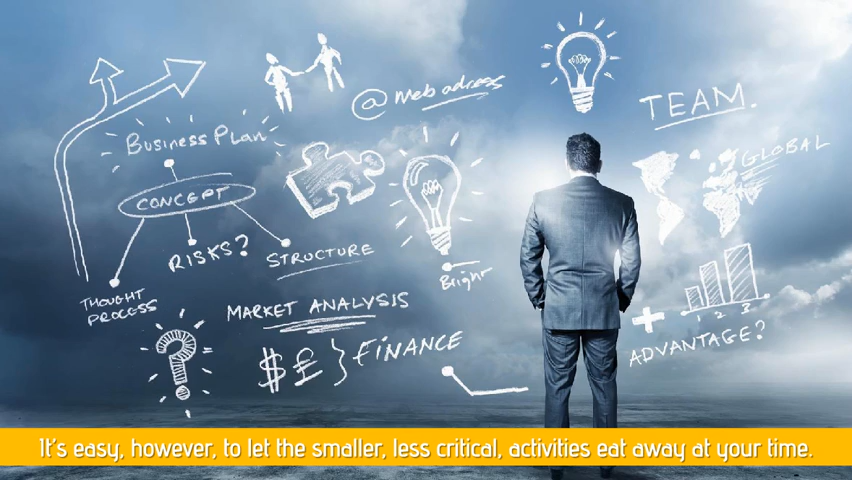 @ Web adress
TEAM.
Business Plan
GLOBAL
CONCEPT
RISKS?
STRUCTURE
Bright
THOUGHT
PROCESS
MARKET ANALYSIS
1 2 3
$ £ } FINANCE
+
ADVANTAGE?
?
It's easy, however, to let the smaller, less critical, activities eat away at your time.